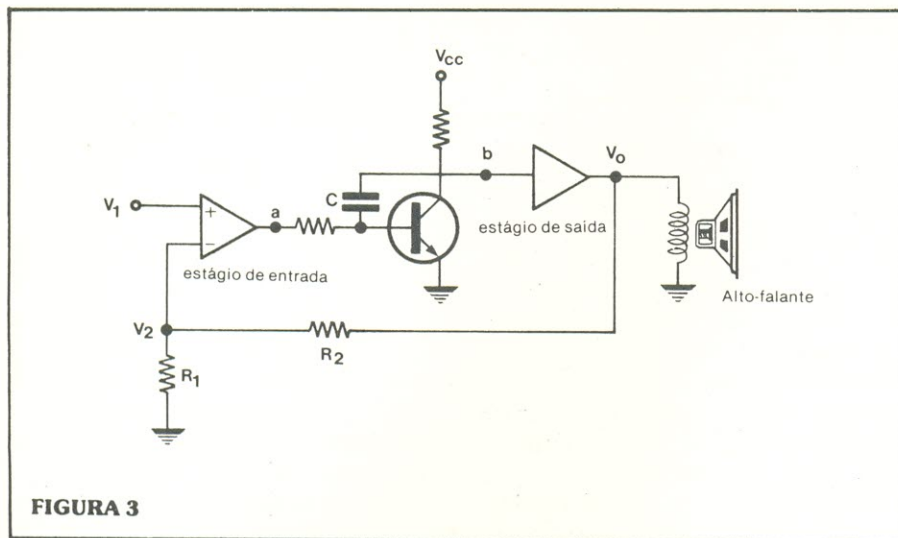 Vcc
b
Vo
V1
+
−
a
C
estágio de entrada
estágio de saída
Alto-falante
V2
R2
R1
FIGURA 3